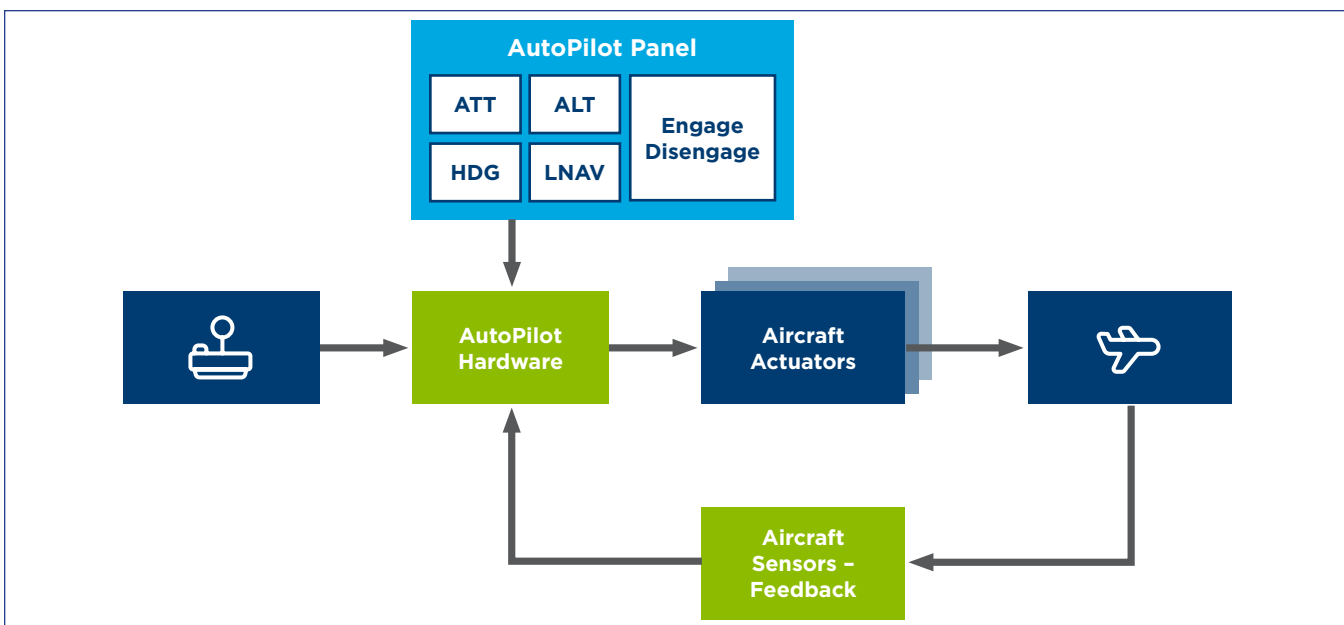 AutoPilot Panel
ATT
ALT
Engage
Disengage
HDG
LNAV
AutoPilot
Hardware
Aircraft
Actuators
Aircraft
Sensors –
Feedback